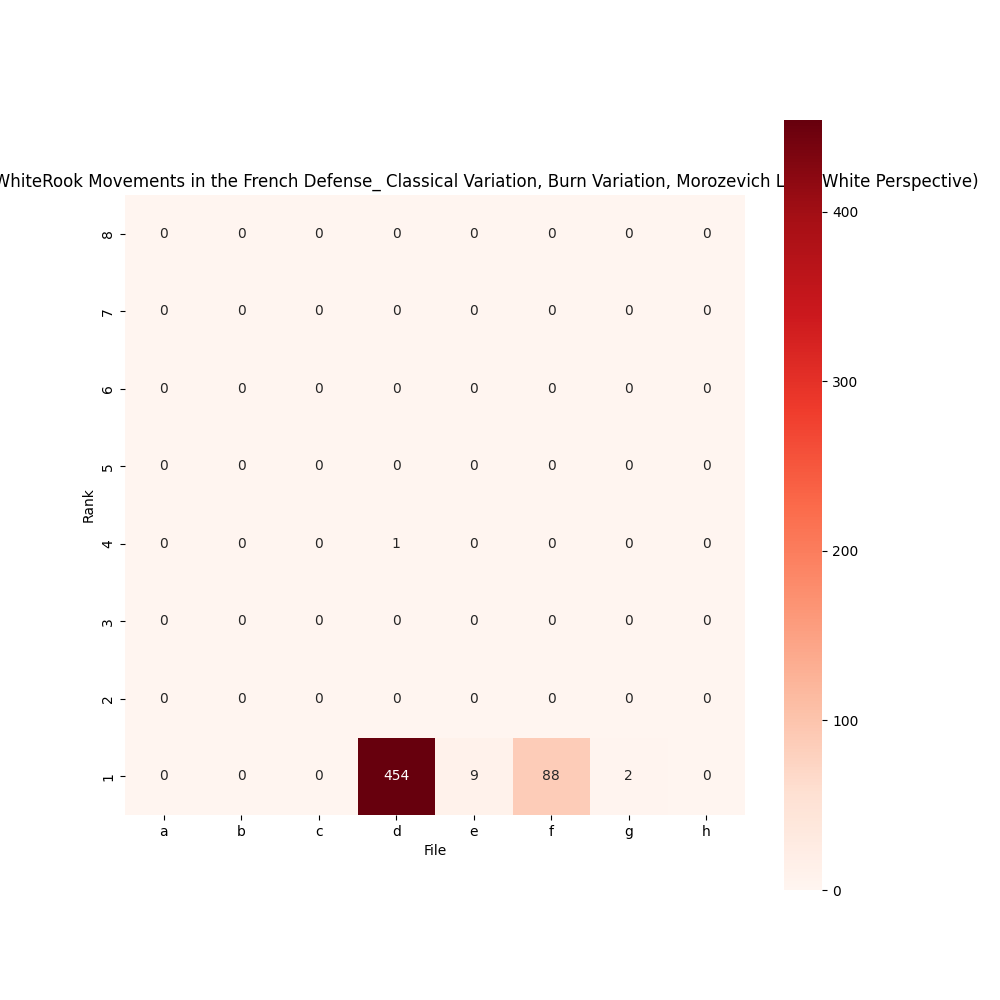 WhiteRook Movements in the French Defense_ Classical Variation, Burn Variation, Morozevich L White Perspective)
400
8 0 0 0 0 0 0 0 0
7 0 0 0 0 0 0 0 0
300
6 0 0 0 0 0 0 0 0
5 0 0 0 0 0 0 0 0
Rank
4 0 0 0 1 0 0 0 0
200
3 0 0 0 0 0 0 0 0
2 0 0 0 0 0 0 0 0
100
1 0 0 0 454 9 88 2 0
a b c d e f g h
File
0